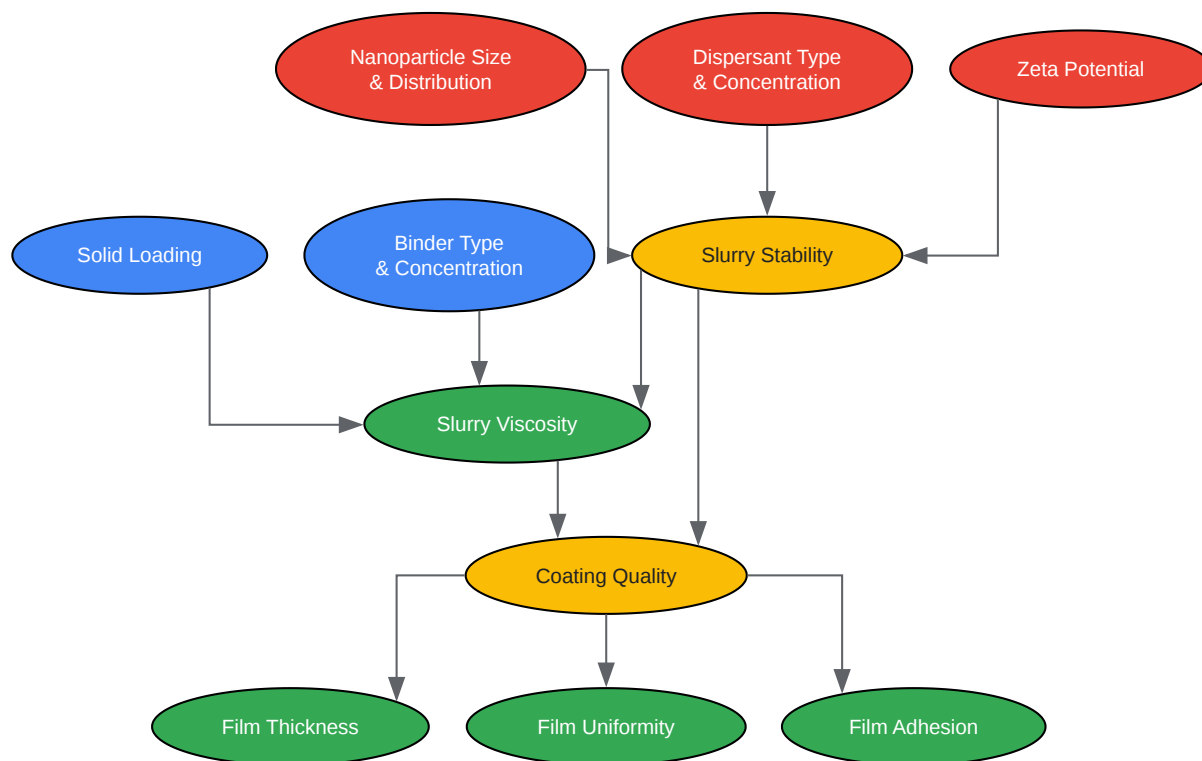 Nanoparticle Size
& Distribution
Dispersant Type
& Concentration
Zeta Potential
Solid Loading
Binder Type
& Concentration
Slurry Stability
Slurry Viscosity
Coating Quality
Film Thickness
Film Uniformity
Film Adhesion